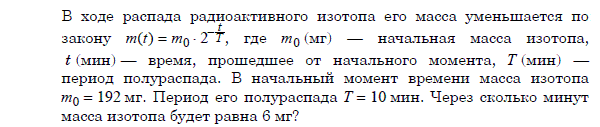 В ходе распада радиоактивного изотопа его масса уменьшается по
закону m(t) = m₀ · 2^(−t/T), где m₀ (мг) — начальная масса изотопа,
t (мин) — время, прошедшее от начального момента, T (мин) —
период полураспада. В начальный момент времени масса изотопа
m₀ = 192 мг. Период его полураспада T = 10 мин. Через сколько минут
масса изотопа будет равна 6 мг?